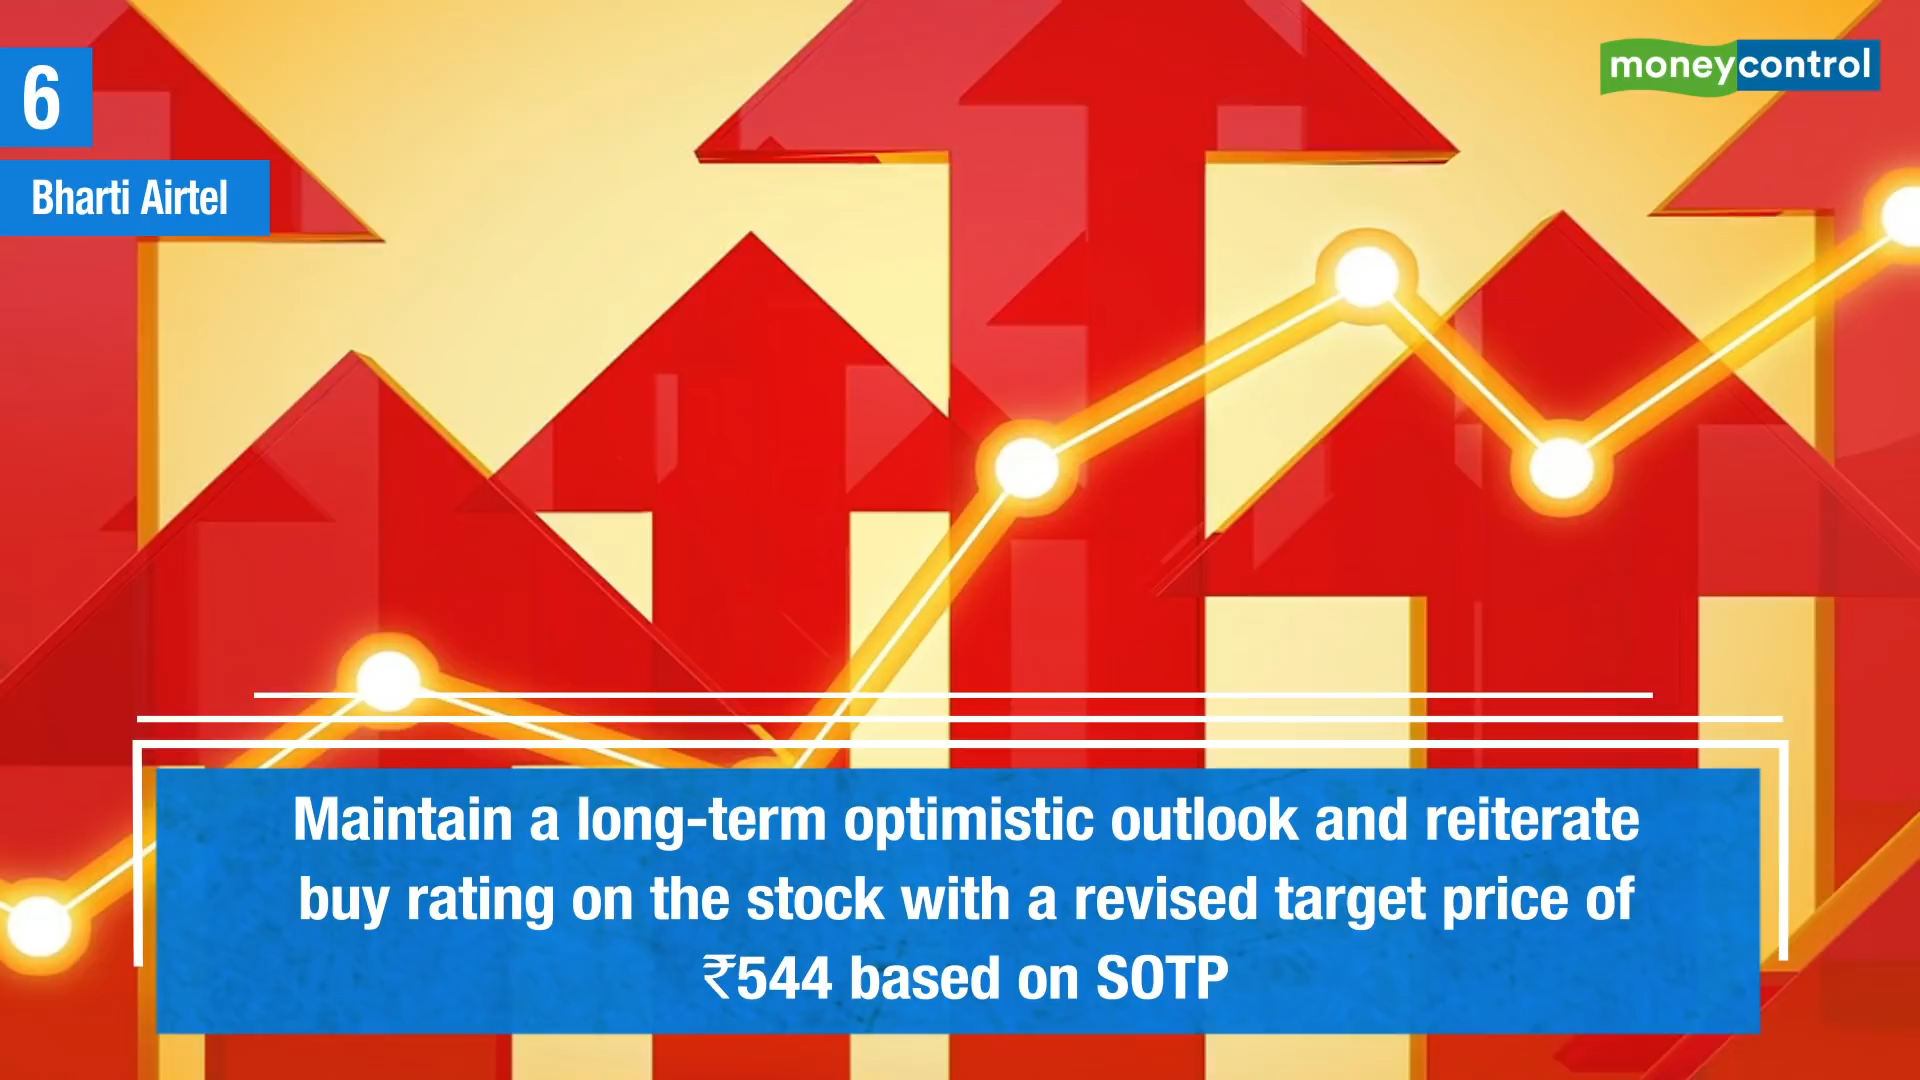 6
moneycontrol
Bharti Airtel
Maintain a long-term optimistic outlook and reiterate
buy rating on the stock with a revised target price of
₹544 based on SOTP